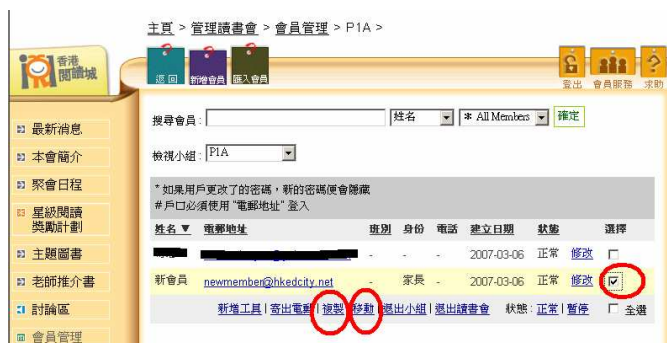 主頁 > 管理讀書會 > 會員管理 > P1A >
香港
閱讀城
返回 新增會員 匯入會員
登出 會員服務 求助
搜尋會員: 姓名 * All Members 確定
檢視小組: P1A
* 如果用戶更改了的密碼，新的密碼便會隱藏
# 戶口必須使用 "電郵地址" 登入
姓名▼ 電郵地址 班別 身份 電話 建立日期 狀態 選擇
- - - 2007-03-06 正常 修改
新會員 newmember@hkedcity.net - 家長 - 2007-03-06 正常 修改
新增工具 | 寄出電郵 | 複製 | 移動 | 退出小組 | 退出讀書會 狀態: 正常 | 暫停 全選
最新消息
本會簡介
聚會日程
星級閱讀
獎勵計劃
主題圖書
老師推介書
討論區
會員管理